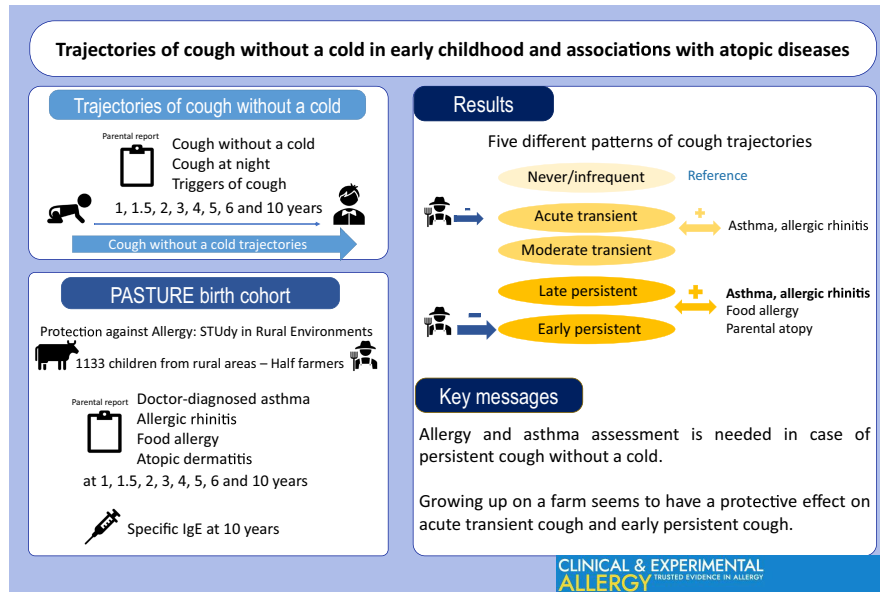 Trajectories of cough without a cold in early childhood and associations with atopic diseases
Trajectories of cough without a cold
Parental report
Cough without a cold
Cough at night
Triggers of cough
1, 1.5, 2, 3, 4, 5, 6 and 10 years
Cough without a cold trajectories
PASTURE birth cohort
Protection against Allergy: STUdy in Rural Environments
1133 children from rural areas – Half farmers
Parental report
Doctor-diagnosed asthma
Allergic rhinitis
Food allergy
Atopic dermatitis
at 1, 1.5, 2, 3, 4, 5, 6 and 10 years
Specific IgE at 10 years
Results
Five different patterns of cough trajectories
Never/infrequent
Reference
-
Acute transient
+
Asthma, allergic rhinitis
Moderate transient
Late persistent
+
Asthma, allergic rhinitis
Food allergy
Parental atopy
-
Early persistent
Key messages
Allergy and asthma assessment is needed in case of
persistent cough without a cold.
Growing up on a farm seems to have a protective effect on
acute transient cough and early persistent cough.
CLINICAL & EXPERIMENTAL
ALLERGY TRUSTED EVIDENCE IN ALLERGY